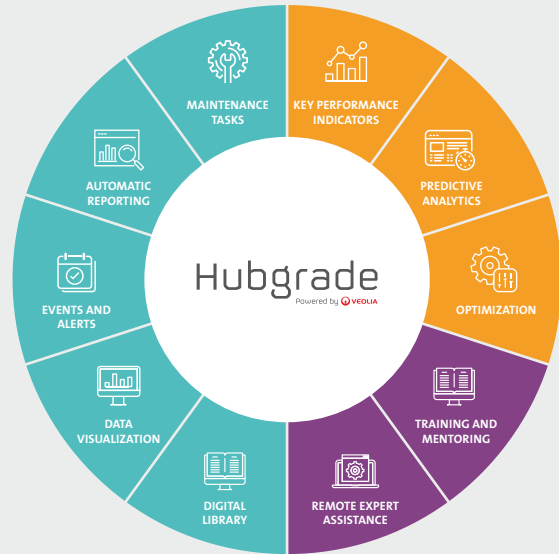 MAINTENANCE
TASKS
KEY PERFORMANCE
INDICATORS
AUTOMATIC
REPORTING
PREDICTIVE
ANALYTICS
Hubgrade
Powered by VEOLIA
EVENTS AND
ALERTS
OPTIMIZATION
DATA
VISUALIZATION
TRAINING AND
MENTORING
DIGITAL
LIBRARY
REMOTE EXPERT
ASSISTANCE